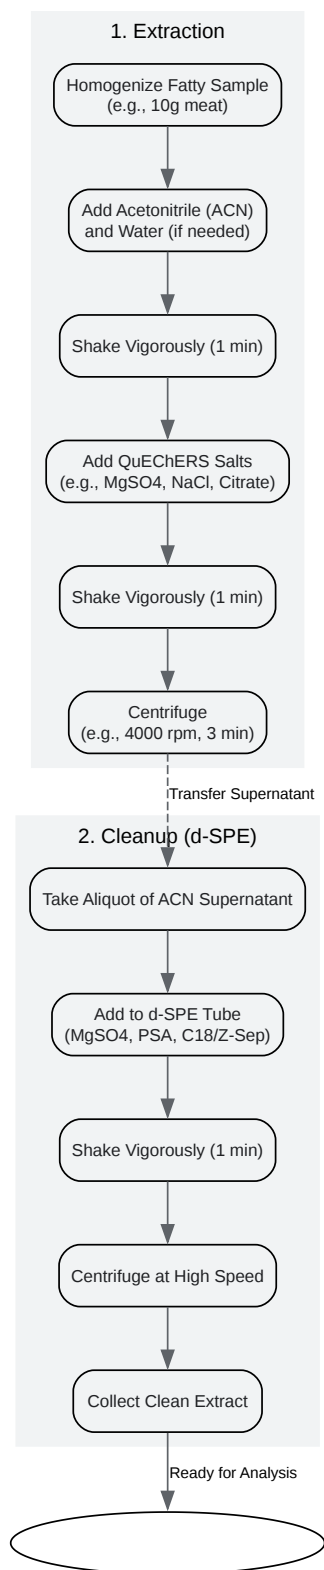 1. Extraction
Homogenize Fatty Sample
(e.g., 10g meat)
Add Acetonitrile (ACN)
and Water (if needed)
Shake Vigorously (1 min)
Add QuEChERS Salts
(e.g., MgSO4, NaCl, Citrate)
Shake Vigorously (1 min)
Centrifuge
(e.g., 4000 rpm, 3 min)
Transfer Supernatant
2. Cleanup (d-SPE)
Take Aliquot of ACN Supernatant
Add to d-SPE Tube
(MgSO4, PSA, C18/Z-Sep)
Shake Vigorously (1 min)
Centrifuge at High Speed
Collect Clean Extract
Ready for Analysis